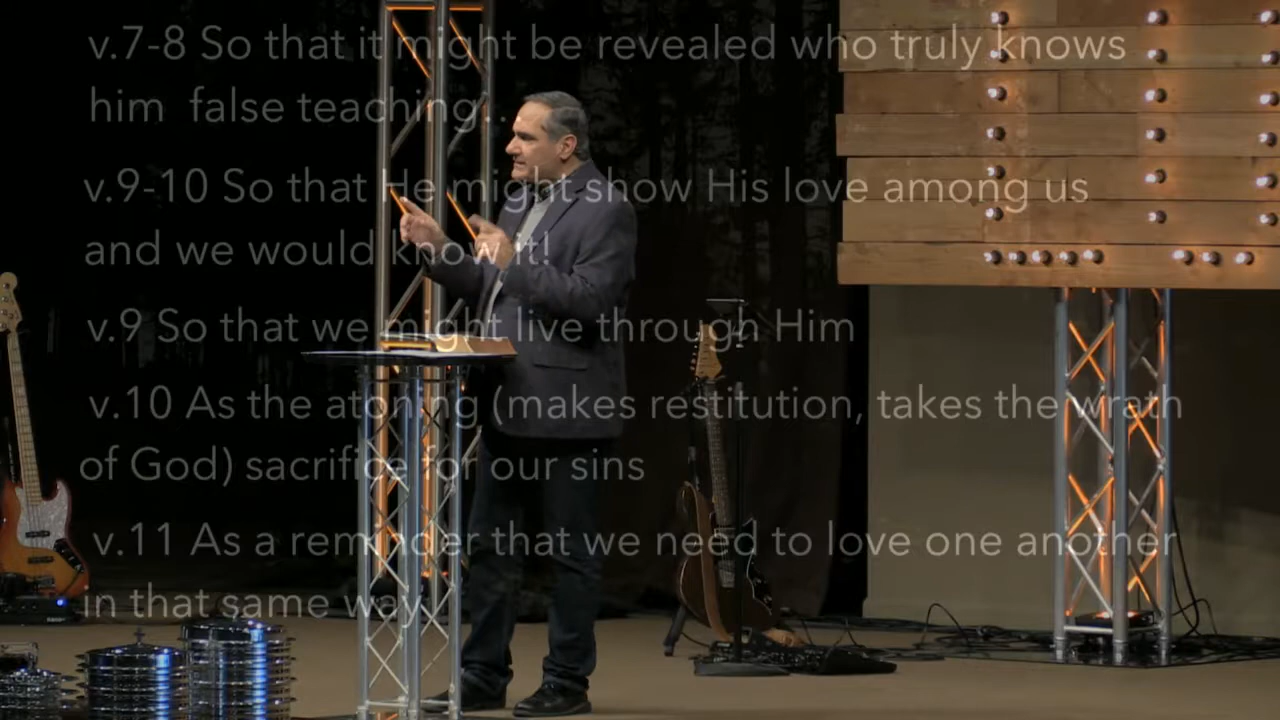 v.7-8 So that it might be revealed who truly knows
him false teaching..
v.9-10 So that He might show His love among us
and we would know it!
v.9 So that we might live through Him
v.10 As the atoning (makes restitution, takes the wrath
of God) sacrifice for our sins
v.11 As a reminder that we need to love one another
in that same way